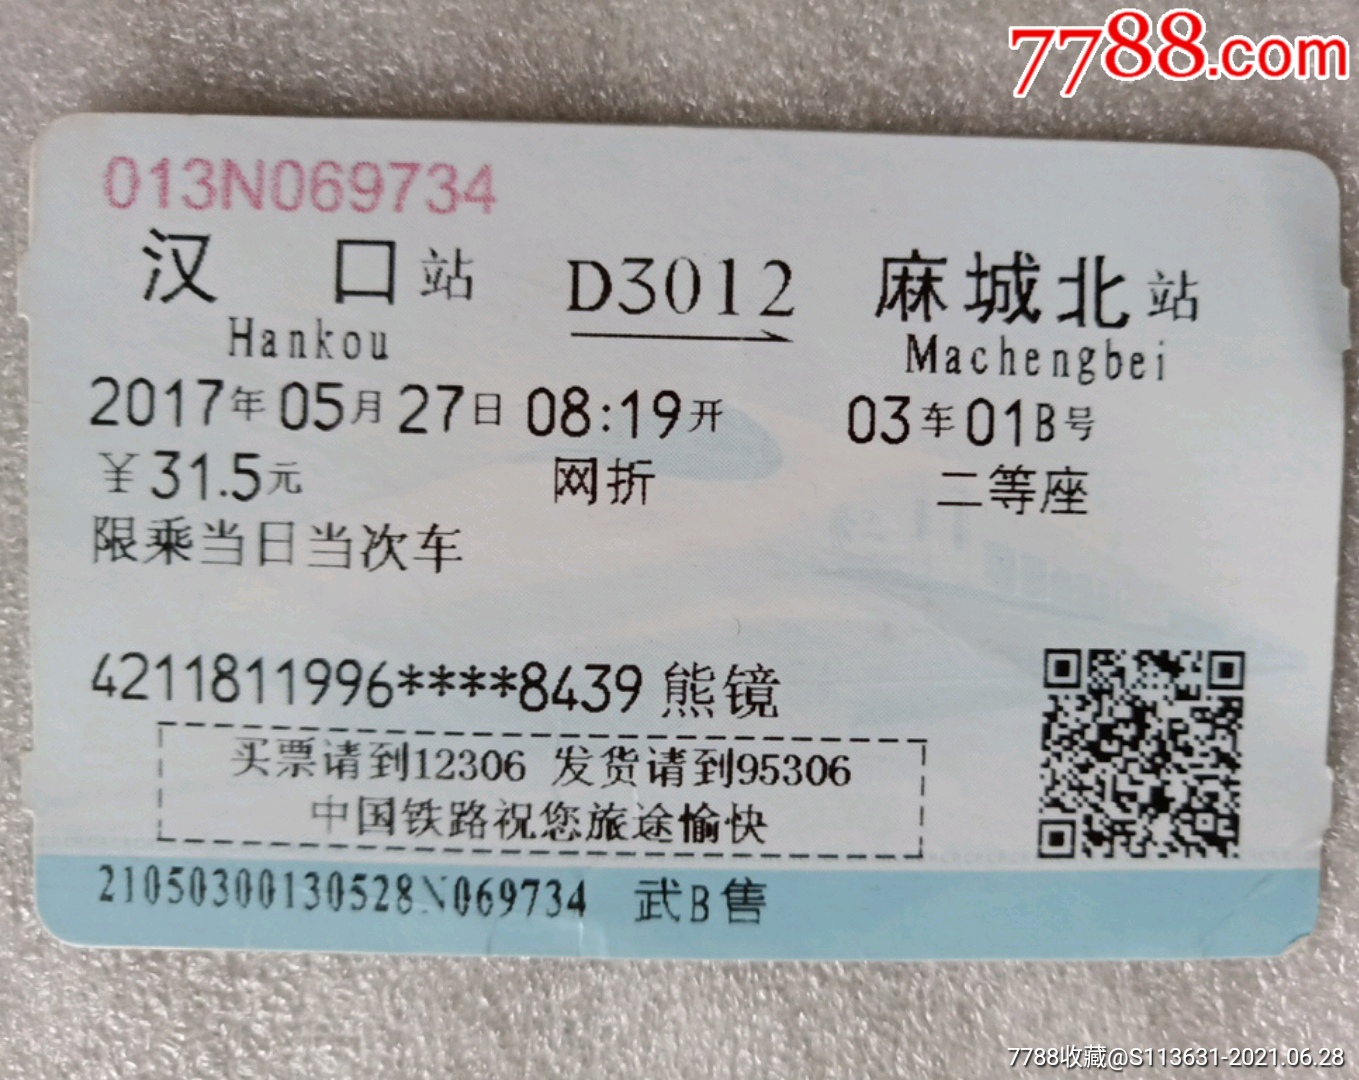 7788.com
013N069734
汉口站 D3012 麻城北站
Hankou Machengbei
2017年05月27日 08:19开 03车01B号
￥31.5元 网折 二等座
限乘当日当次车
4211811996****8439 熊镜
买票请到12306 发货请到95306
中国铁路祝您旅途愉快
21050300130528N069734 武B售
7788收藏@S113631-2021.06.28